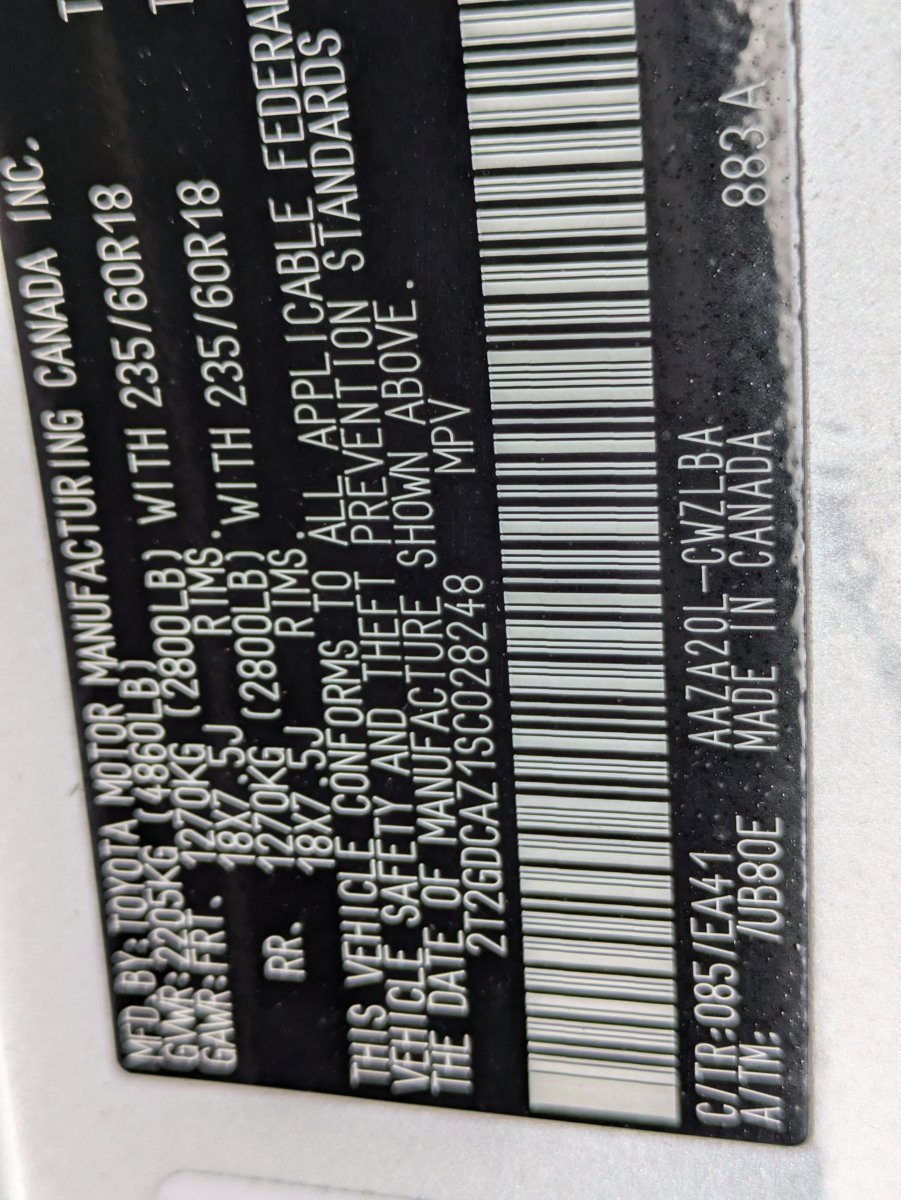 MFD BY:TOYOTA MOTOR MANUFACTURING CANADA INC.
GVWR:2205KG (4860LB)
GAWR:FRT. 1270KG (2800LB) WITH 235/60R18
18X7.5J RIMS.
RR. 1270KG (2800LB) WITH 235/60R18
18X7.5J RIMS.
THIS VEHICLE CONFORMS TO ALL APPLICABLE FEDERAL
VEHICLE SAFETY AND THEFT PREVENTION STANDARDS
THE DATE OF MANUFACTURE SHOWN ABOVE.
2T2GDCAZ1SC028248 MPV
C/TR:085/EA41 AAZA20L-CWZLBA 883 A
A/TM: /UB80E MADE IN CANADA